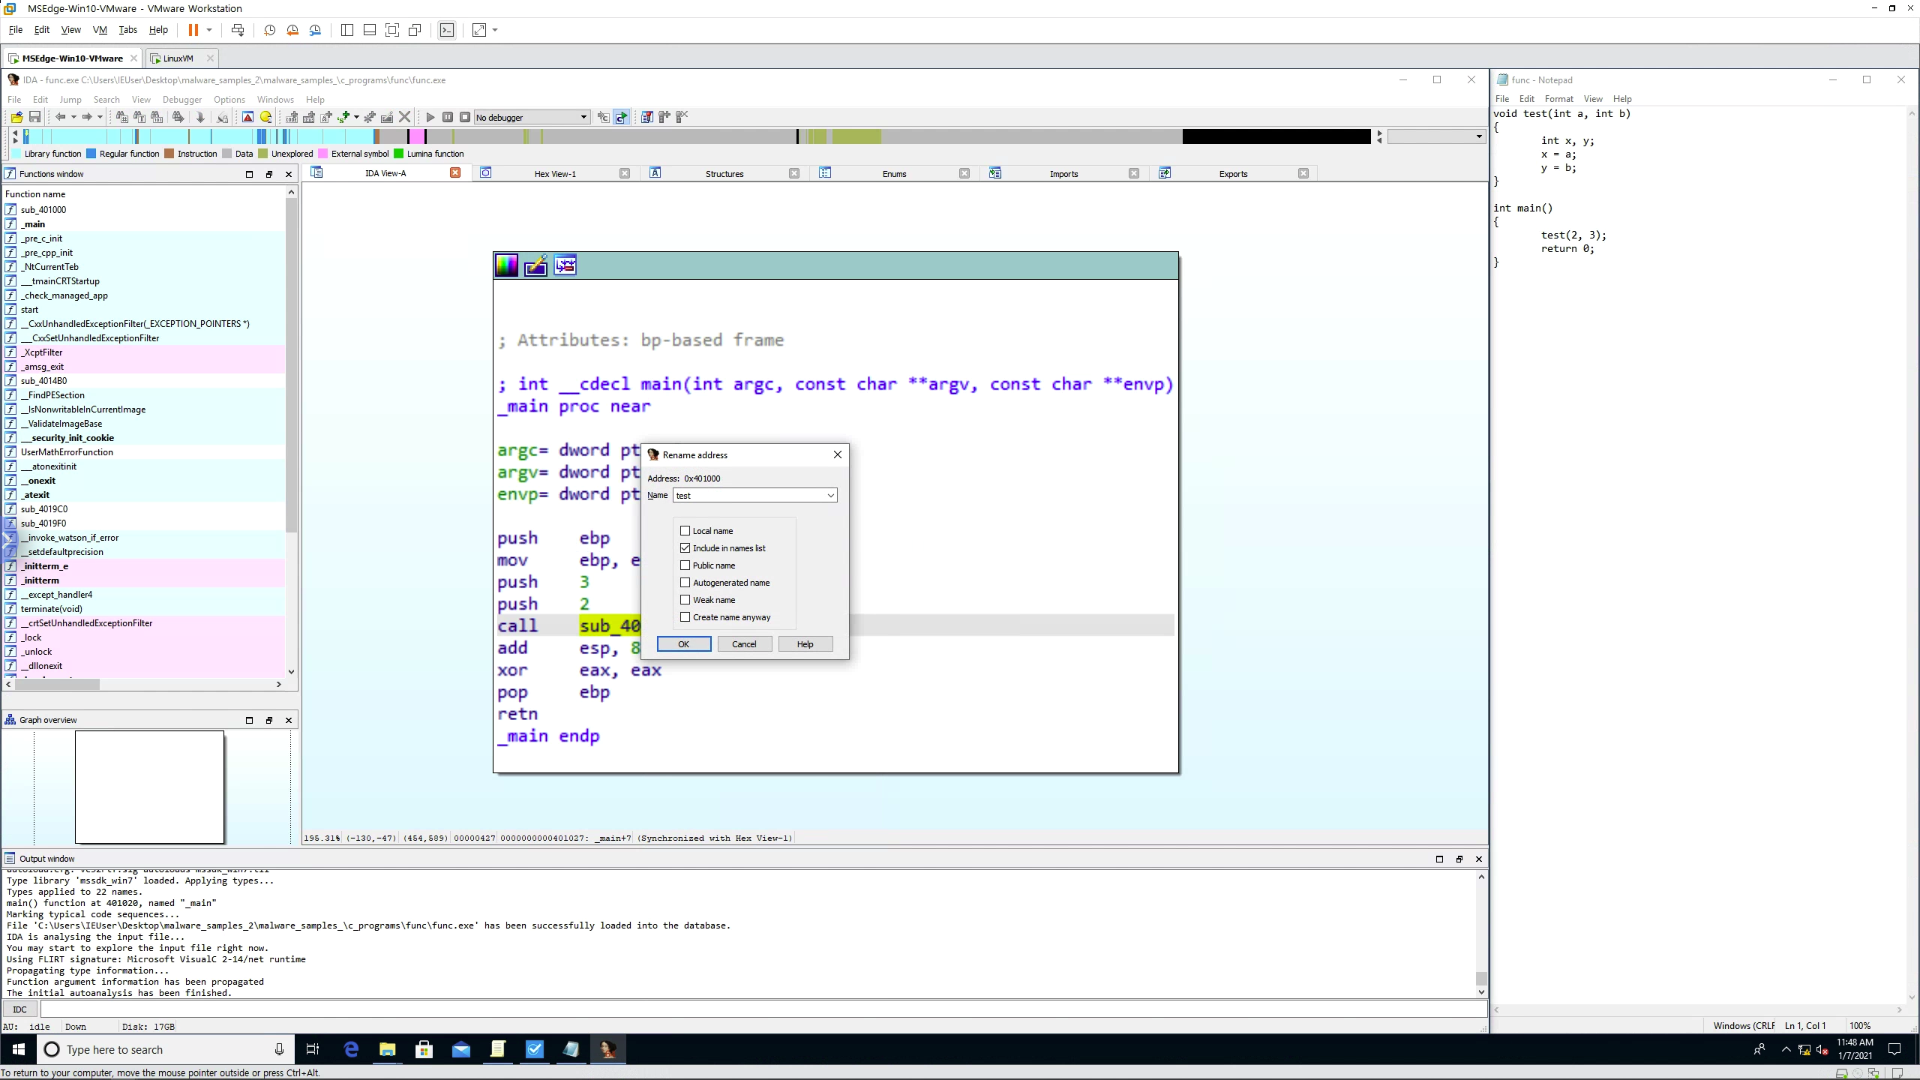 MSEdge-Win10-VMware - VMware Workstation
File Edit View VM Tabs Help
MSEdge-Win10-VMware LinuxVM
IDA - func.exe C:\Users\IEUser\Desktop\malware_samples_2\malware_samples_\c_programs\func\func.exe
File Edit Jump Search View Debugger Options Windows Help
No debugger
Library function Regular function Instruction Data Unexplored External symbol Lumina function
Functions window
IDA View-A Hex View-1 Structures Enums Imports Exports
Function name
sub_401000
_main
_pre_c_init
_pre_cpp_init
_NtCurrentTeb
___tmainCRTStartup
_check_managed_app
start
__CxxUnhandledExceptionFilter(_EXCEPTION_POINTERS *)
___CxxSetUnhandledExceptionFilter
_XcptFilter
_amsg_exit
sub_4014B0
__FindPESection
__IsNonwritableInCurrentImage
__ValidateImageBase
___security_init_cookie
UserMathErrorFunction
___atonexitinit
__onexit
_atexit
sub_4019C0
sub_4019F0
__invoke_watson_if_error
__setdefaultprecision
_initterm_e
_initterm
__except_handler4
terminate(void)
__crtSetUnhandledExceptionFilter
_lock
_unlock
__dllonexit
Graph overview
; Attributes: bp-based frame
; int __cdecl main(int argc, const char **argv, const char **envp)
_main proc near
argc= dword pt
argv= dword pt
envp= dword pt
push ebp
mov ebp, e
push 3
push 2
call sub_40
add esp, 8
xor eax, eax
pop ebp
retn
_main endp
Rename address
Address: 0x401000
Name test
Local name
Include in names list
Public name
Autogenerated name
Weak name
Create name anyway
OK Cancel Help
195.31% (-130,-47) (454,589) 00000427 0000000000401027: _main+7 (Synchronized with Hex View-1)
Output window
Type library 'mssdk_win7' loaded. Applying types...
Types applied to 22 names.
main() function at 401020, named "_main"
Marking typical code sequences...
File 'C:\Users\IEUser\Desktop\malware_samples_2\malware_samples_\c_programs\func\func.exe' has been successfully loaded into the database.
IDA is analysing the input file...
You may start to explore the input file right now.
Using FLIRT signature: Microsoft VisualC 2-14/net runtime
Propagating type information...
Function argument information has been propagated
The initial autoanalysis has been finished.
IDC
AU: idle Down Disk: 17GB
func - Notepad
File Edit Format View Help
void test(int a, int b)
{
int x, y;
x = a;
y = b;
}
int main()
{
test(2, 3);
return 0;
}
Windows (CRLF Ln 1, Col 1 100%
Type here to search
11:48 AM
1/7/2021
To return to your computer, move the mouse pointer outside or press Ctrl+Alt.